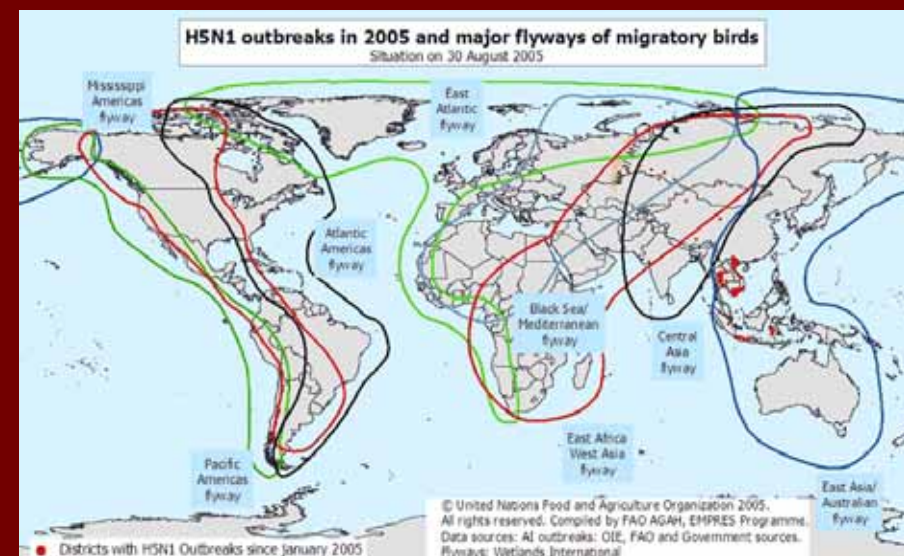 H5N1 outbreaks in 2005 and major flyways of migratory birds
Situation on 30 August 2005
Mississippi
Americas
flyway
East
Atlantic
flyway
Atlantic
Americas
flyway
Black Sea/
Mediterranean
flyway
Central
Asia
flyway
Pacific
Americas
flyway
East Africa
West Asia
flyway
East Asia/
Australian
flyway
Districts with H5N1 Outbreaks since January 2005
© United Nations Food and Agriculture Organization 2005.
All rights reserved. Compiled by FAO AGAH, EMPRES Programme.
Data sources: AI outbreaks: OIE, FAO and Government sources.
Flyways: Wetlands International